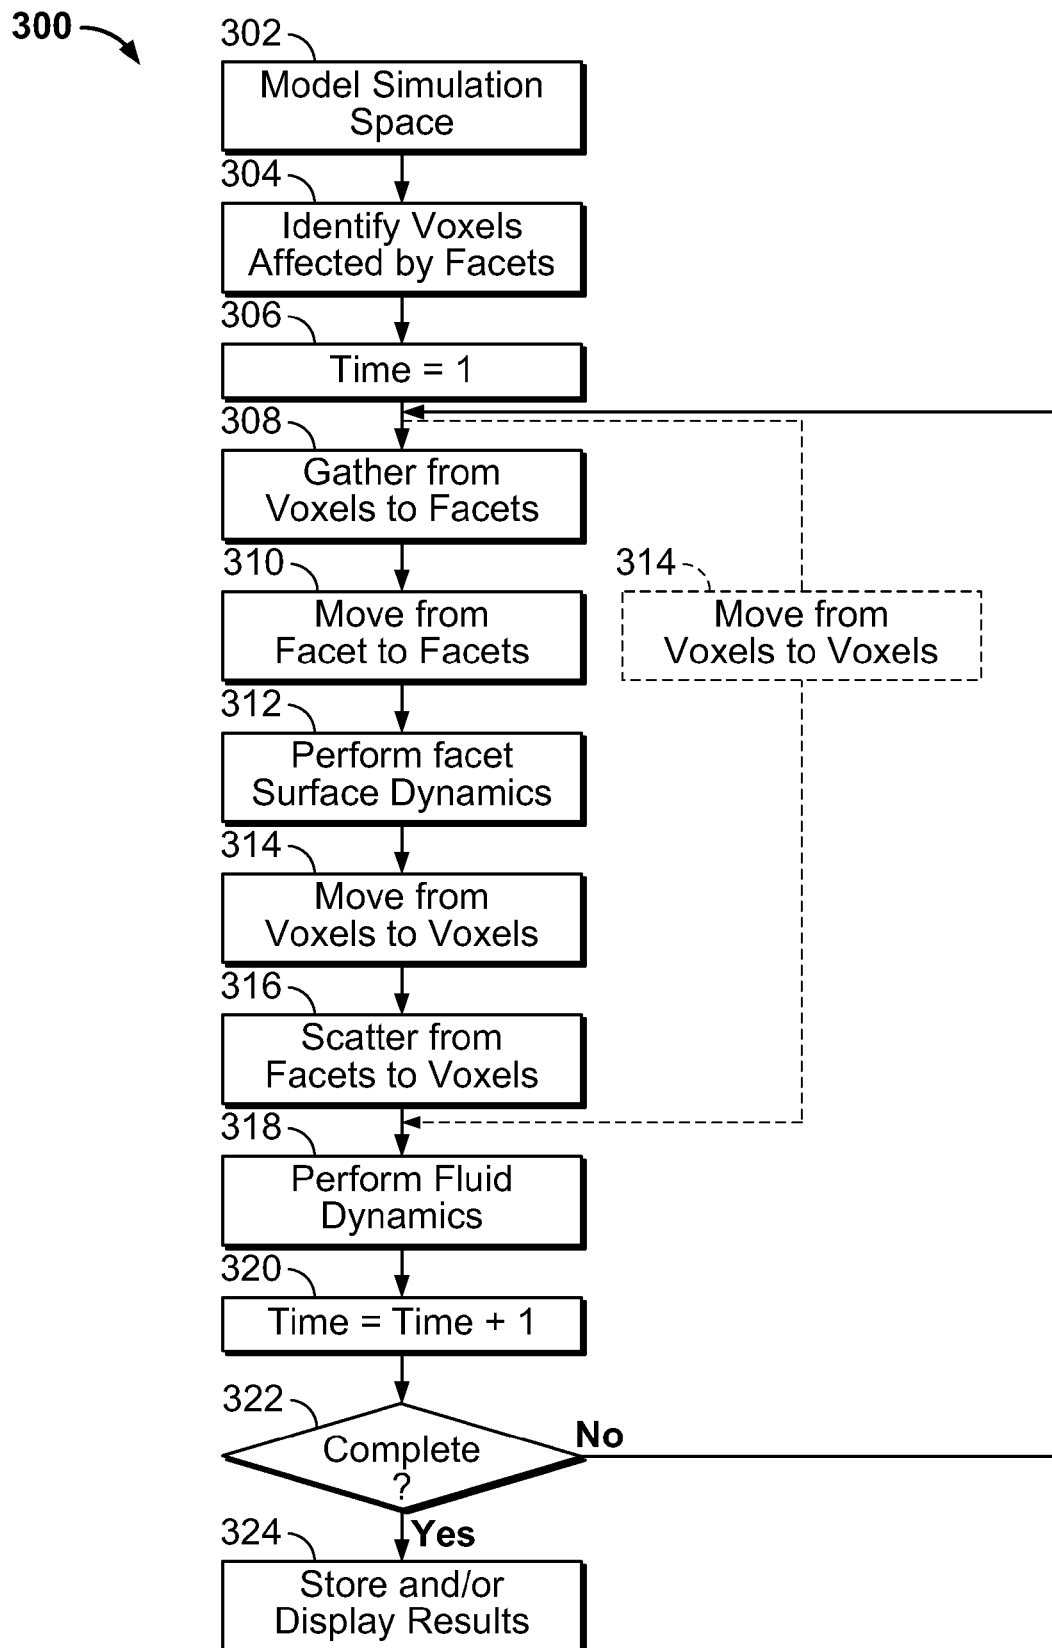 300
302
Model Simulation
Space
304
Identify Voxels
Affected by Facets
306
Time = 1
308
Gather from
Voxels to Facets
310
Move from
Facet to Facets
314
Move from
Voxels to Voxels
312
Perform facet
Surface Dynamics
314
Move from
Voxels to Voxels
316
Scatter from
Facets to Voxels
318
Perform Fluid
Dynamics
320
Time = Time + 1
322
Complete
?
No
Yes
324
Store and/or
Display Results